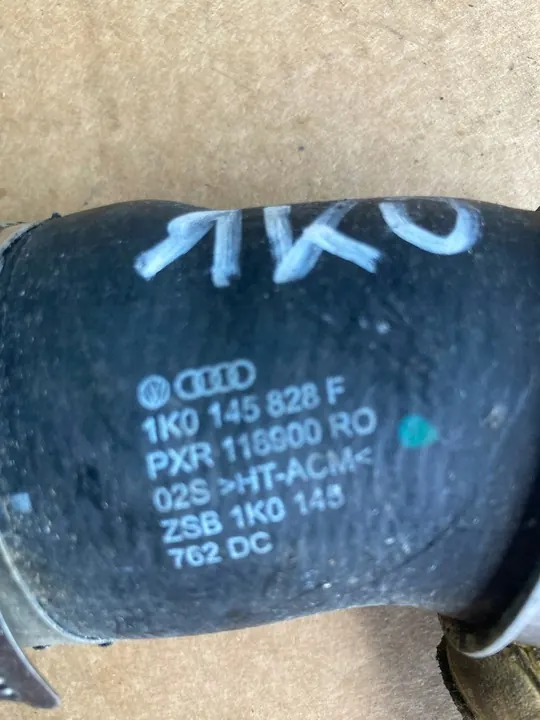 1K0
1K0 145 828 F
PXR 118900 RO
02S >HT-ACM<
ZSB 1K0 145
762 DC